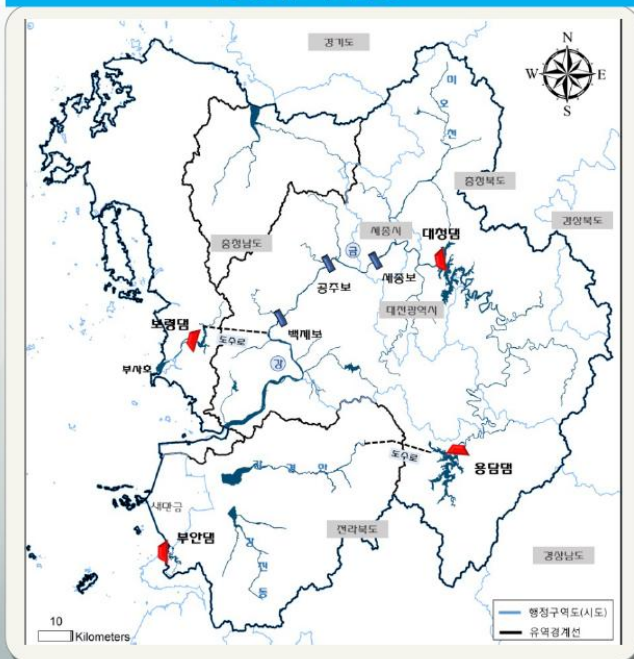 경기도
N
W E
S
미호천
충청북도
경상북도
세종시
대청댐
충청남도
금
공주보
세종보
대전광역시
보령댐
백제보
도수로
부사호
강
만경강
도수로
용담댐
새만금
전라북도
부안댐
동진강
경상남도
10
Kilometers
행정구역도(시도)
유역경계선